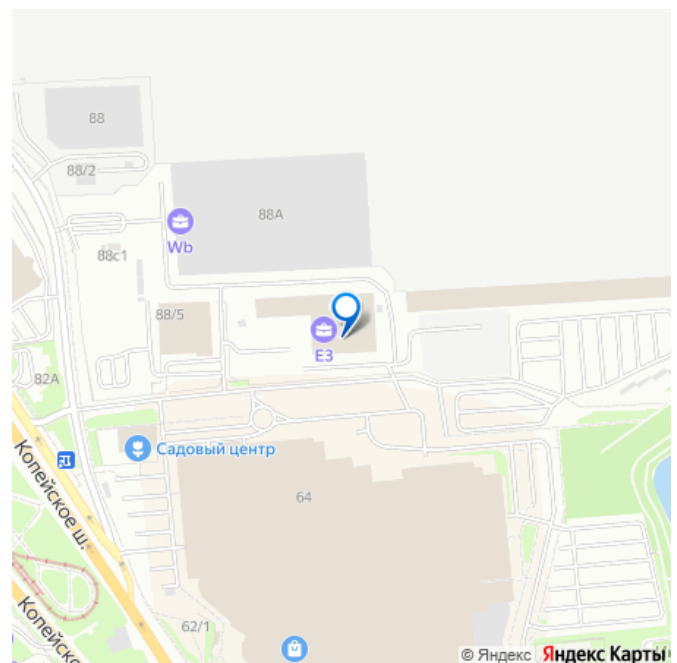 88
88/2
88А
Wb
88с1
88/5
E3
82А
Садовый центр
Копейское ш.
64
Копейско
62/1
© Яндекс Яндекс Карты